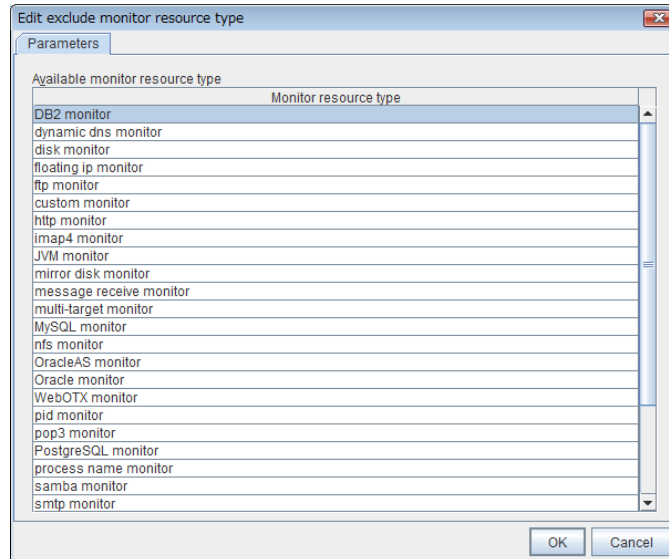 Edit exclude monitor resource type
Parameters
Available monitor resource type
Monitor resource type
DB2 monitor
dynamic dns monitor
disk monitor
floating ip monitor
ftp monitor
custom monitor
http monitor
imap4 monitor
JVM monitor
mirror disk monitor
message receive monitor
multi-target monitor
MySQL monitor
nfs monitor
OracleAS monitor
Oracle monitor
WebOTX monitor
pid monitor
pop3 monitor
PostgreSQL monitor
process name monitor
samba monitor
smtp monitor
OK Cancel